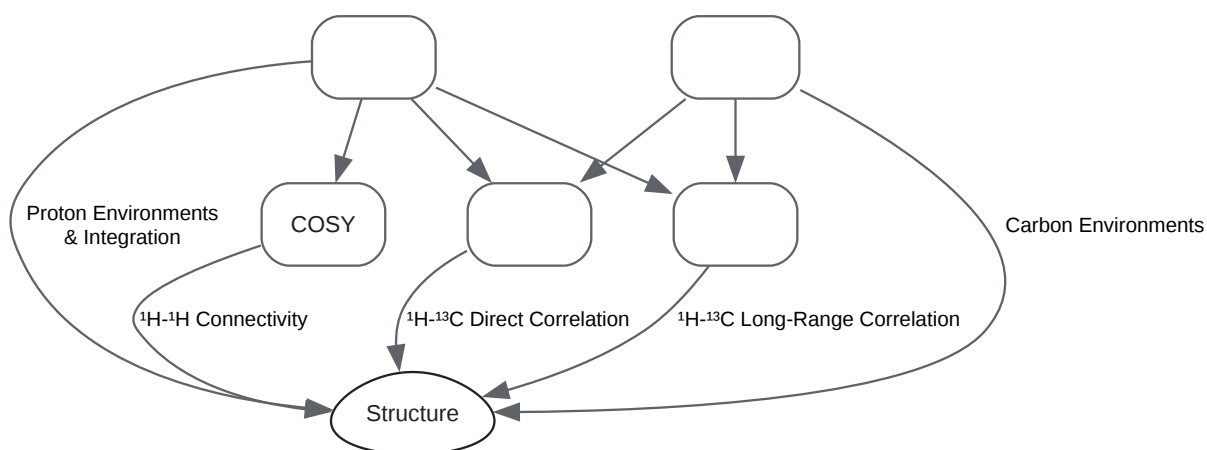 Proton Environments
& Integration
COSY
Carbon Environments
¹H-¹H Connectivity
¹H-¹³C Direct Correlation
¹H-¹³C Long-Range Correlation
Structure